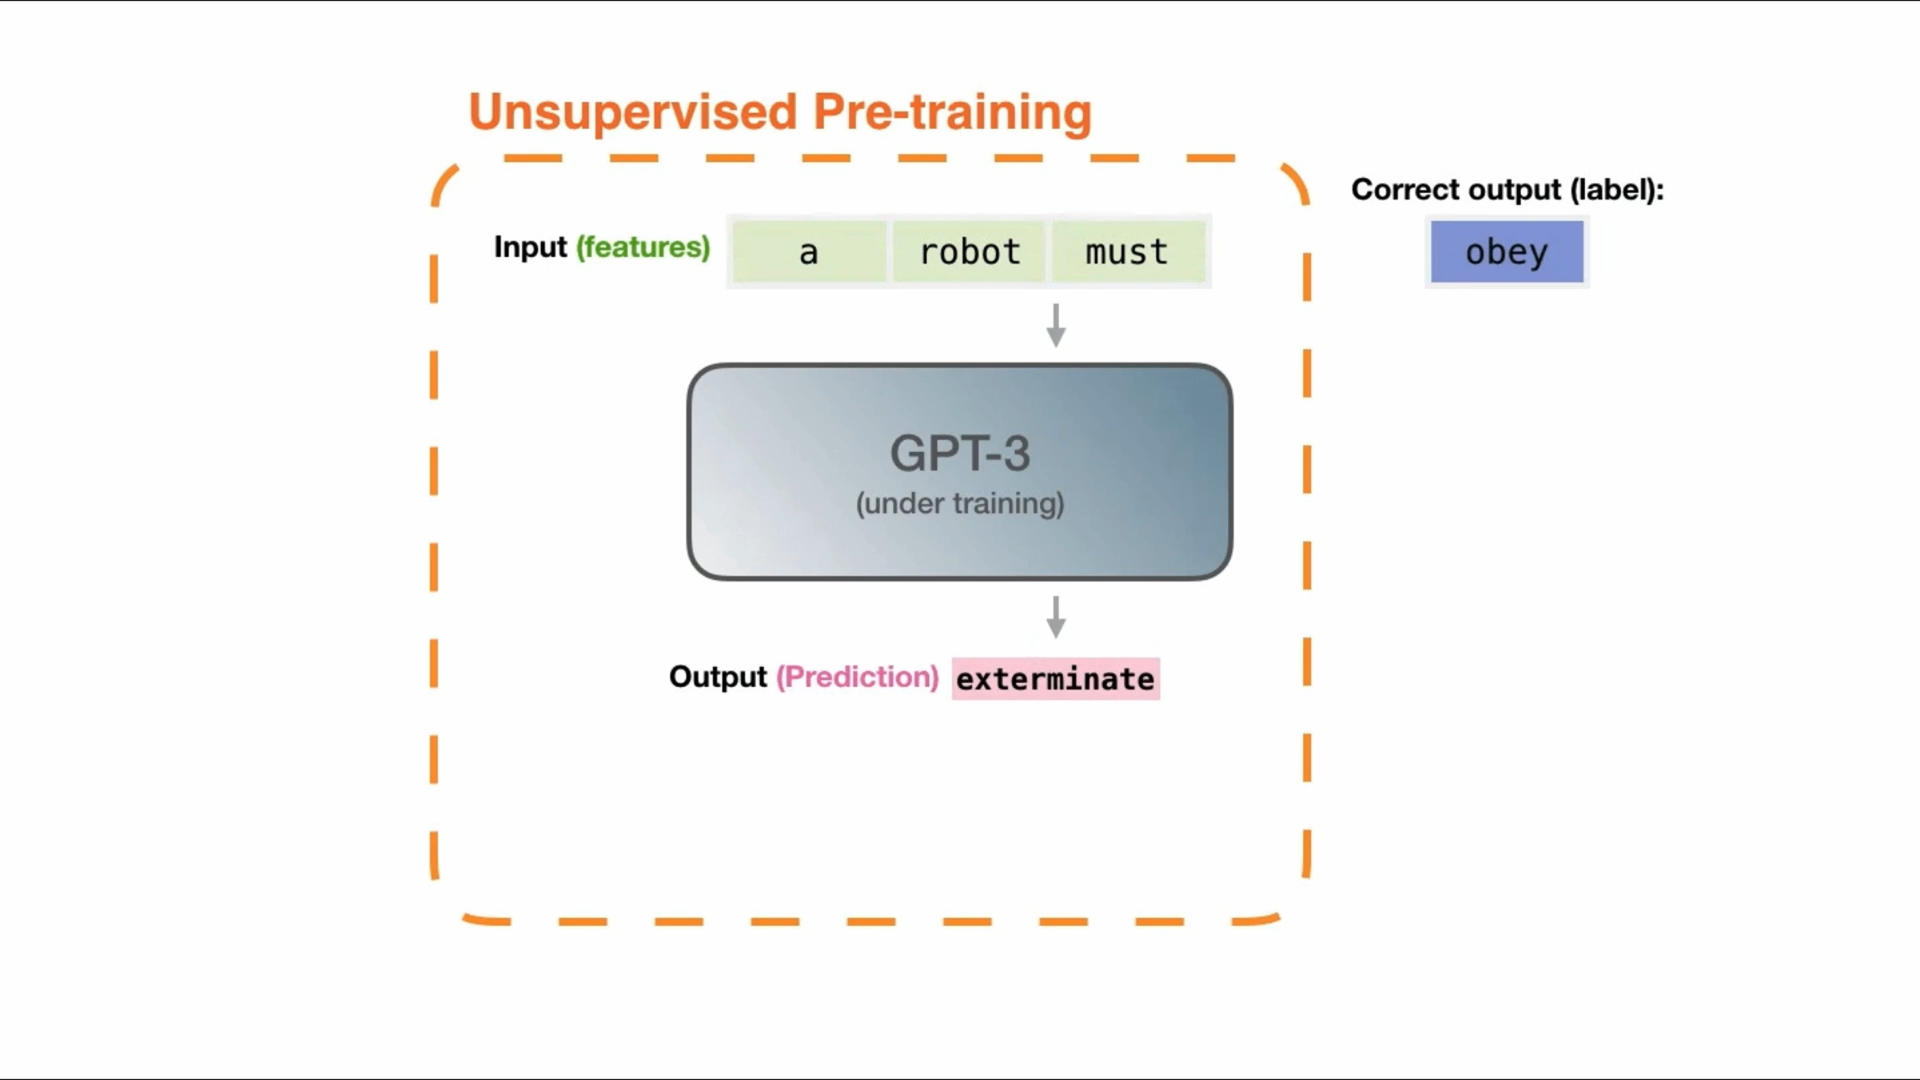 Unsupervised Pre-training
Correct output (label):
Input (features) a robot must
obey
GPT-3
(under training)
Output (Prediction) exterminate